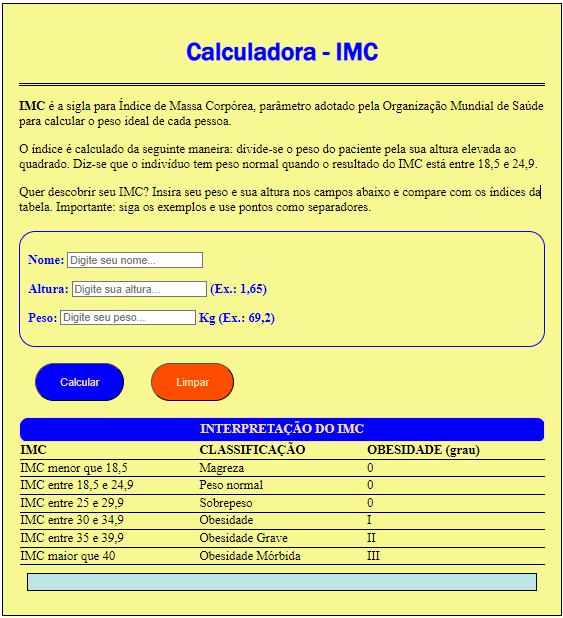 Calculadora - IMC
IMC é a sigla para Índice de Massa Corpórea, parâmetro adotado pela Organização Mundial de Saúde
para calcular o peso ideal de cada pessoa.
O índice é calculado da seguinte maneira: divide-se o peso do paciente pela sua altura elevada ao
quadrado. Diz-se que o indivíduo tem peso normal quando o resultado do IMC está entre 18,5 e 24,9.
Quer descobrir seu IMC? Insira seu peso e sua altura nos campos abaixo e compare com os índices da
tabela. Importante: siga os exemplos e use pontos como separadores.
Nome: Digite seu nome...
Altura: Digite sua altura... (Ex.: 1,65)
Peso: Digite seu peso... Kg (Ex.: 69,2)
Calcular Limpar
INTERPRETAÇÃO DO IMC
IMC CLASSIFICAÇÃO OBESIDADE (grau)
IMC menor que 18,5 Magreza 0
IMC entre 18,5 e 24,9 Peso normal 0
IMC entre 25 e 29,9 Sobrepeso 0
IMC entre 30 e 34,9 Obesidade I
IMC entre 35 e 39,9 Obesidade Grave II
IMC maior que 40 Obesidade Mórbida III